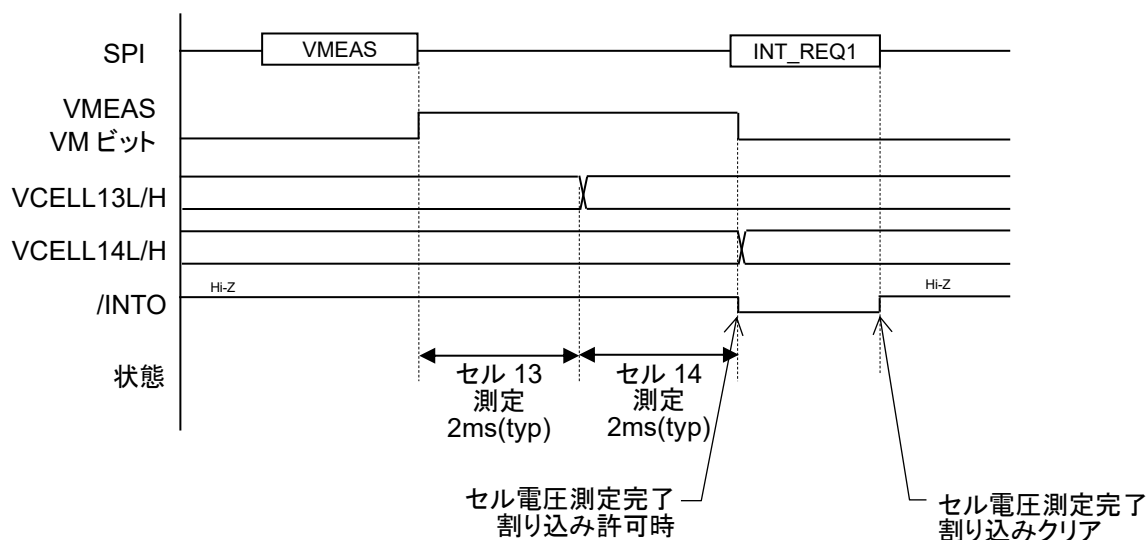 SPI
VMEAS
INT_REQ1
VMEAS
VM ビット
VCELL13L/H
VCELL14L/H
/INTO
Hi-Z
Hi-Z
状態
セル 13
測定
2ms(typ)
セル 14
測定
2ms(typ)
セル電圧測定完了
割り込み許可時
セル電圧測定完了
割り込みクリア